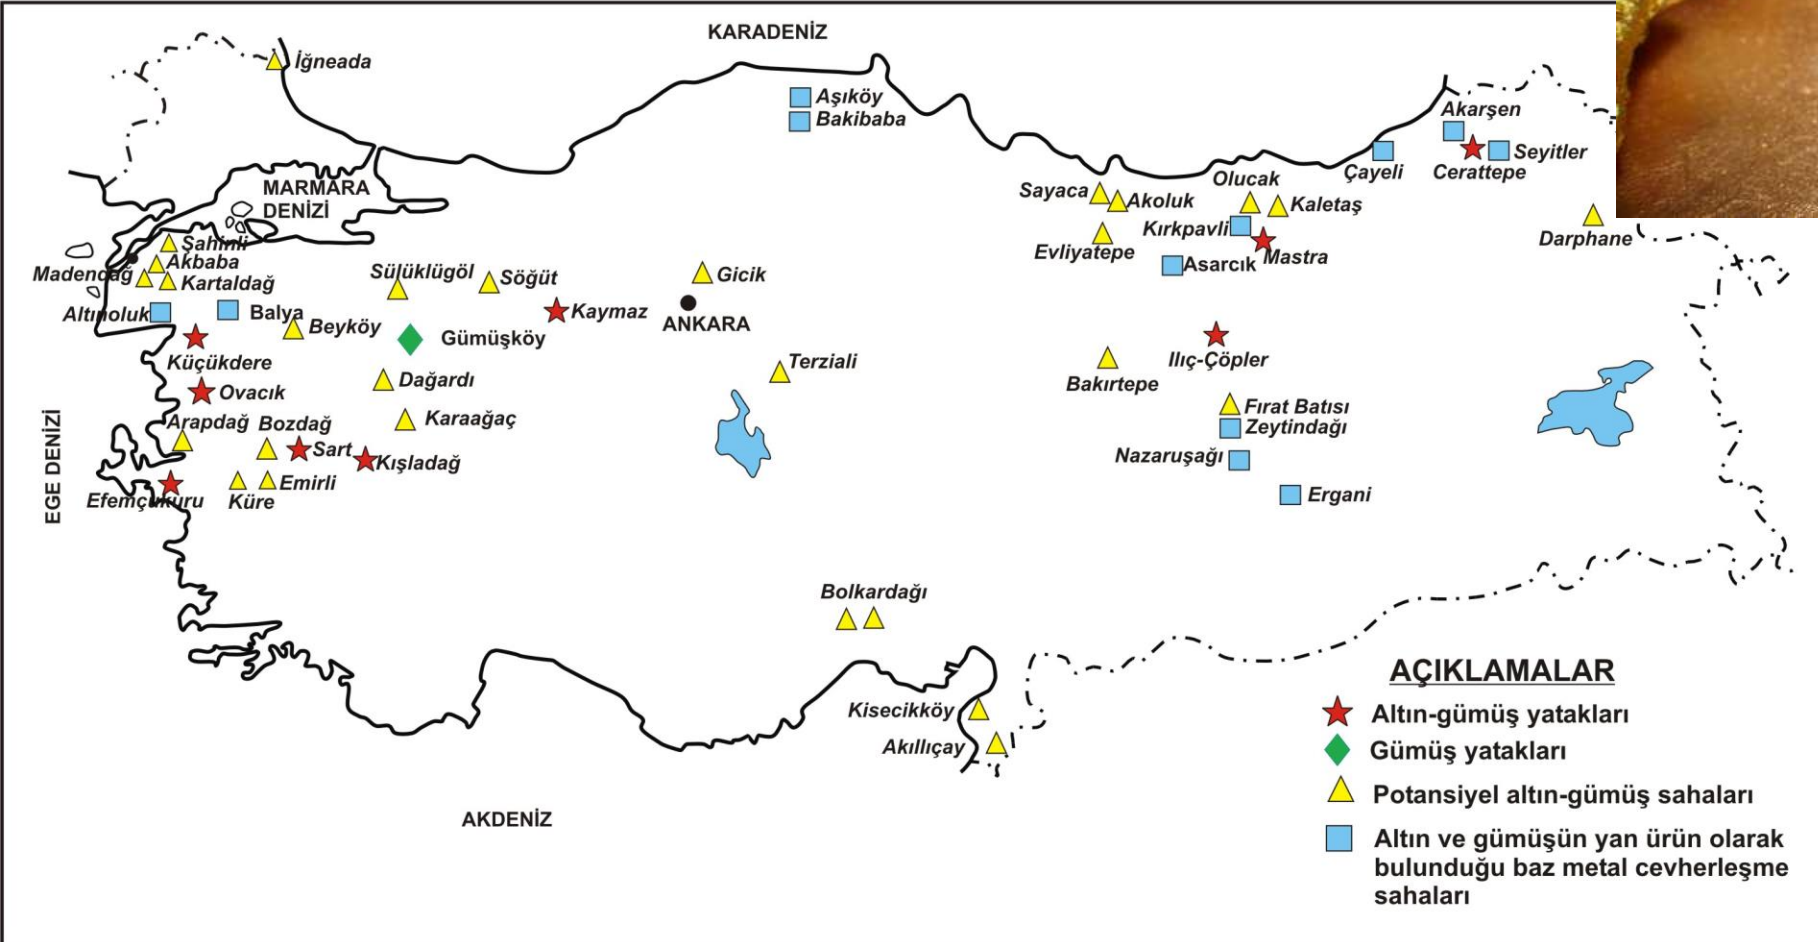 KARADENİZ
İğneada
Aşıköy
Bakibaba
Akarşen
Seyitler
Çayeli
Cerattepe
MARMARA
DENİZİ
Sayaca
Akoluk
Olucak
Kaletaş
Kırkpavli
Evliyatepe
Mastra
Asarcık
Darphane
Şahinli
Akbaba
Madendağ
Kartaldağ
Sülüklügöl
Söğüt
Gicik
Altınoluk
Balya
Beyköy
Kaymaz
ANKARA
Gümüşköy
Küçükdere
Terziali
Ilıç-Çöpler
Bakırtepe
Dağardı
Ovacık
Karaağaç
Fırat Batısı
Zeytindağı
EGE DENİZİ
Arapdağ
Bozdağ
Sart
Kışladağ
Nazaruşağı
Ergani
Efemçukuru
Küre
Emirli
Bolkardağı
Kisecikköy
Akıllıçay
AKDENİZ
AÇIKLAMALAR
Altın-gümüş yatakları
Gümüş yatakları
Potansiyel altın-gümüş sahaları
Altın ve gümüşün yan ürün olarak
bulunduğu baz metal cevherleşme
sahaları